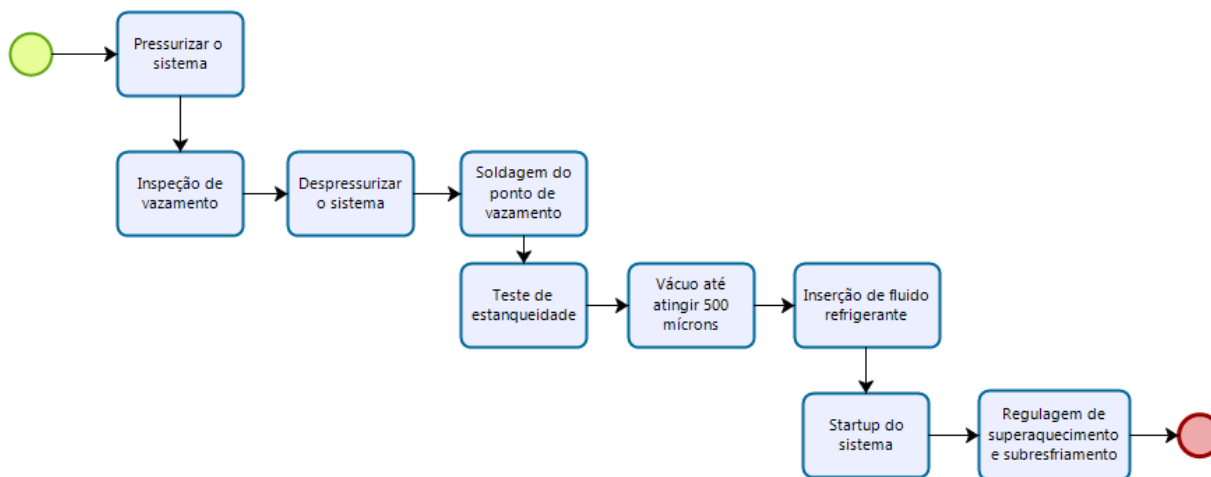 Pressurizar o
sistema
Inspeção de
vazamento
Despressurizar
o sistema
Soldagem do
ponto de
vazamento
Teste de
estanqueidade
Vácuo até
atingir 500
mícrons
Inserção de fluido
refrigerante
Startup do
sistema
Regulagem de
superaquecimento
e subresfriamento